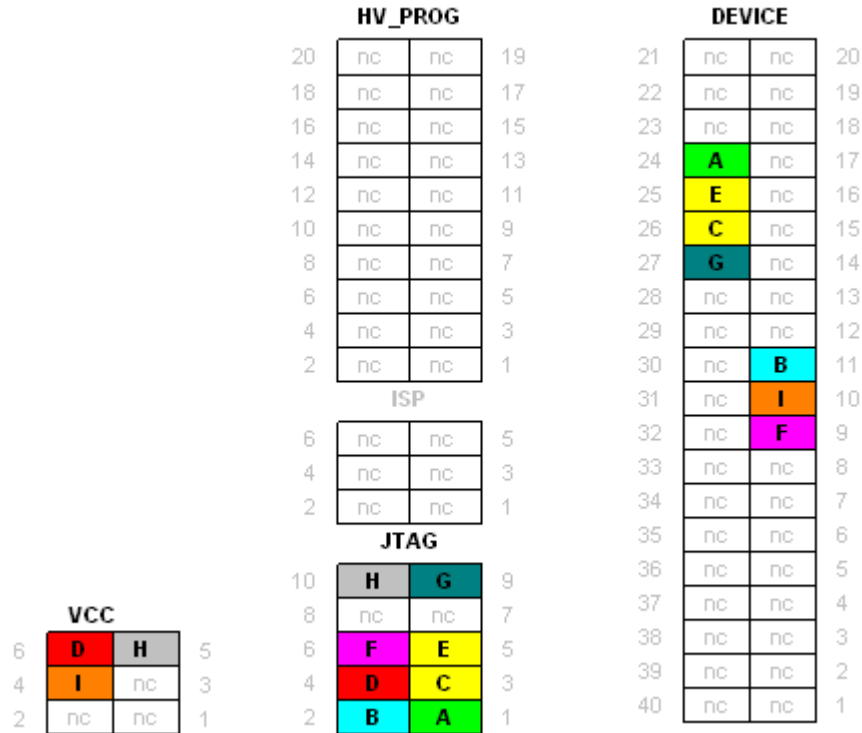 HV_PROG DEVICE
20 nc nc 19 21 nc nc 20
18 nc nc 17 22 nc nc 19
16 nc nc 15 23 nc nc 18
14 nc nc 13 24 A nc 17
12 nc nc 11 25 E nc 16
10 nc nc 9 26 C nc 15
8 nc nc 7 27 G nc 14
6 nc nc 5 28 nc nc 13
4 nc nc 3 29 nc nc 12
2 nc nc 1 30 nc B 11
ISP 31 nc I 10
6 nc nc 5 32 nc F 9
4 nc nc 3 33 nc nc 8
2 nc nc 1 34 nc nc 7
JTAG 35 nc nc 6
10 H G 9 36 nc nc 5
VCC 8 nc nc 7 37 nc nc 4
6 D H 5 6 F E 5 38 nc nc 3
4 I nc 3 4 D C 3 39 nc nc 2
2 nc nc 1 2 B A 1 40 nc nc 1